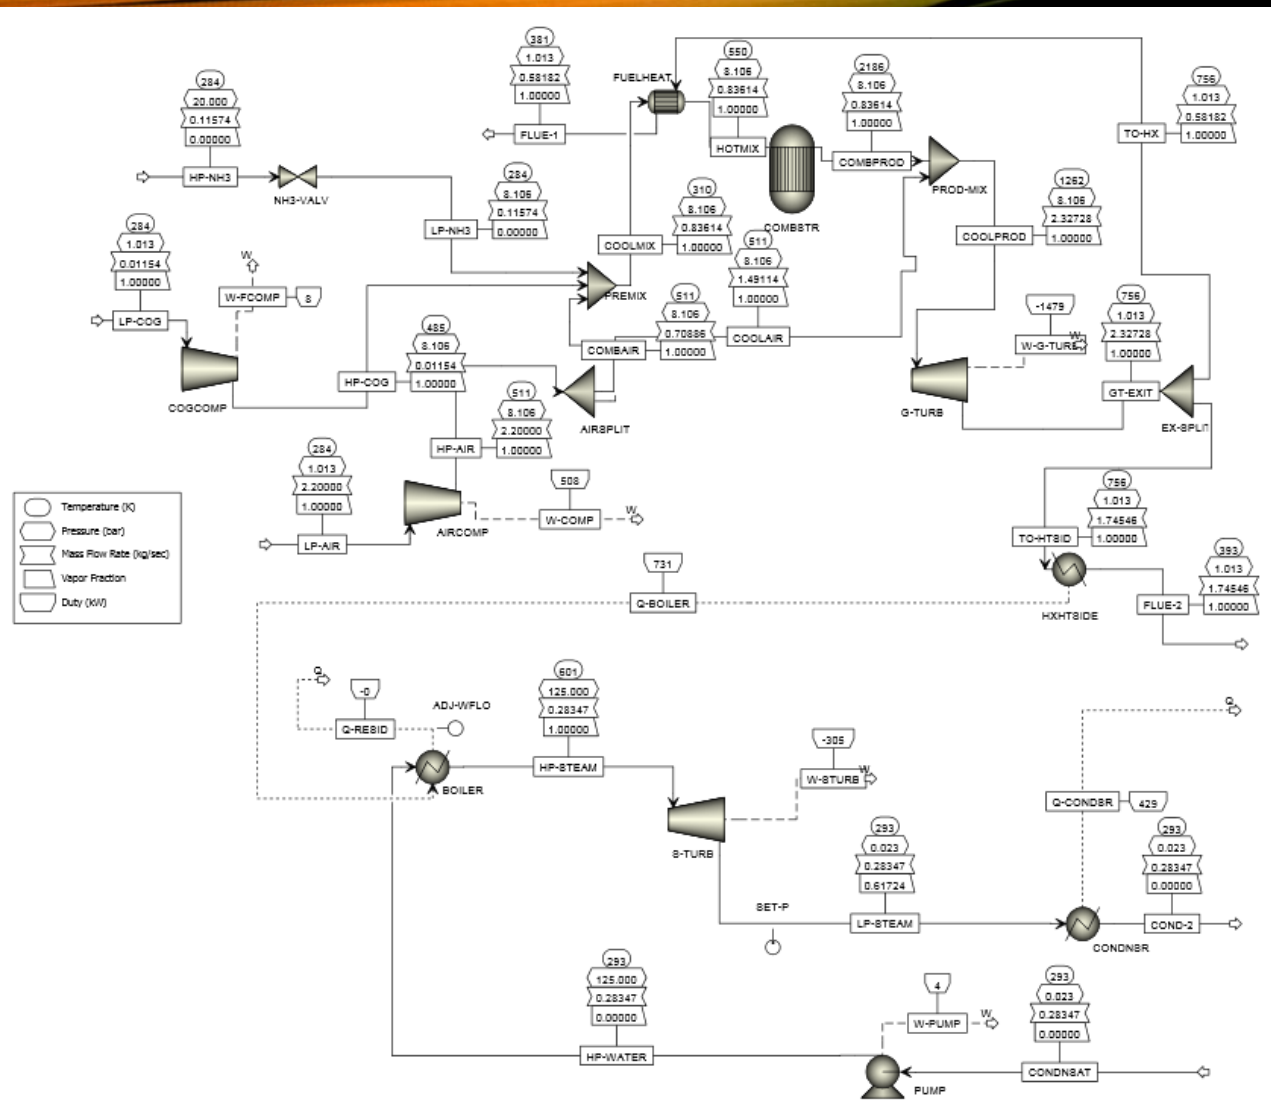 381
1.013
0.58182
1.00000
FLUE-1
FUELHEAT
550
8.106
0.83614
1.00000
HOTMIX
2186
8.106
0.83614
1.00000
COMBPROD
COMBSTR
PROD-MIX
756
1.013
0.58182
1.00000
TO-HX
284
20.000
0.11574
0.00000
HP-NH3
NH3-VALV
284
8.106
0.11574
0.00000
LP-NH3
310
8.106
0.83614
1.00000
COOLMIX
1262
8.106
2.32728
1.00000
COOLPROD
284
1.013
0.01154
1.00000
LP-COG
W
W-FCOMP
8
COGCOMP
PREMIX
511
8.106
1.49114
1.00000
COOLAIR
511
8.106
0.70886
1.00000
COMBAIR
-1479
W-G-TURB
W
G-TURB
756
1.013
2.32728
1.00000
GT-EXIT
EX-SPLIT
485
8.106
0.01154
1.00000
HP-COG
AIRSPLIT
511
8.106
2.20000
1.00000
HP-AIR
284
1.013
2.20000
1.00000
LP-AIR
AIRCOMP
508
W-COMP
W
756
1.013
1.74546
1.00000
TO-HTSID
HXHTSIDE
393
1.013
1.74546
1.00000
FLUE-2
Temperature (K)
Pressure (bar)
Mass Flow Rate (kg/sec)
Vapor Fraction
Duty (kW)
731
Q-BOILER
Q
-0
Q-RESID
ADJ-WFLO
BOILER
601
125.000
0.28347
1.00000
HP-STEAM
-305
W-STURB
W
S-TURB
Q
Q-CONDSR
429
293
0.023
0.28347
0.61724
LP-STEAM
SET-P
293
0.023
0.28347
0.00000
COND-2
CONDNSR
293
125.000
0.28347
0.00000
HP-WATER
4
W-PUMP
W
PUMP
293
0.023
0.28347
0.00000
CONDNSAT